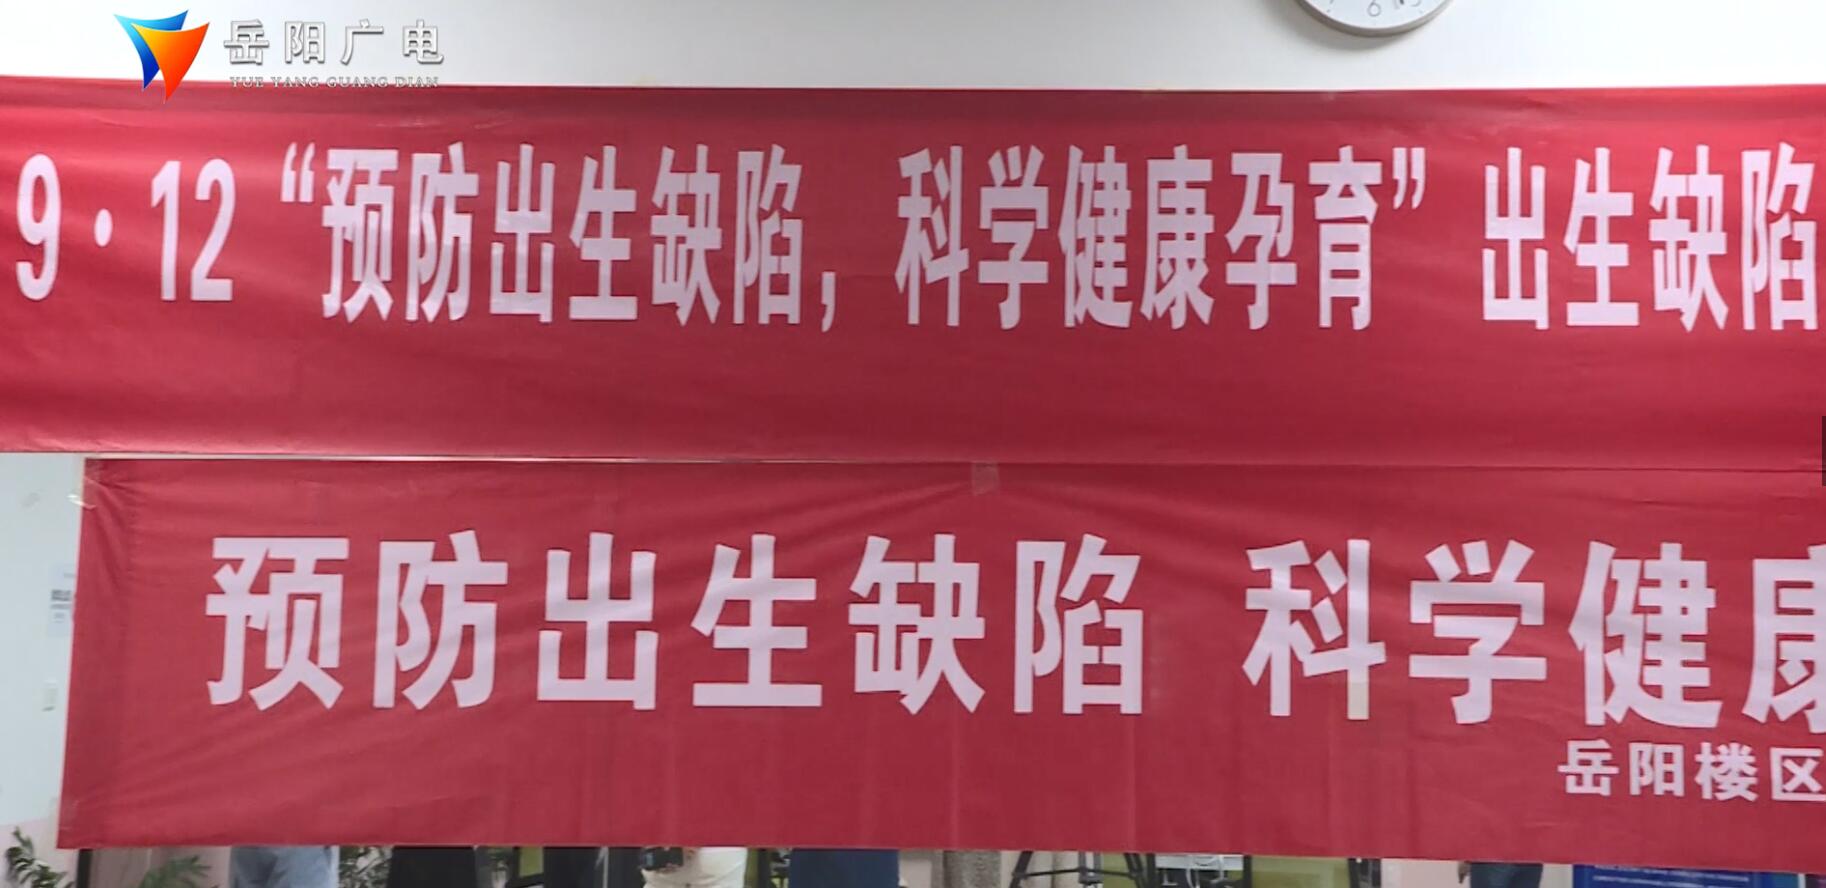 岳阳广电
YUE YANG GUANG DIAN
9·12“预防出生缺陷，科学健康孕育”出生缺陷
预防出生缺陷 科学健康
岳阳楼区